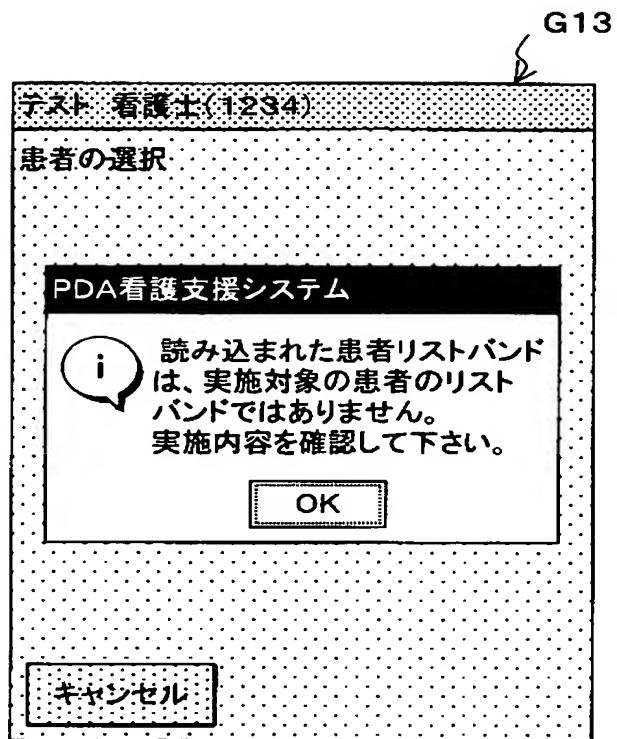 G13
テスト 看護士(1234)
患者の選択
PDA看護支援システム
i
読み込まれた患者リストバンド
は、実施対象の患者のリスト
バンドではありません。
実施内容を確認して下さい。
OK
キャンセル